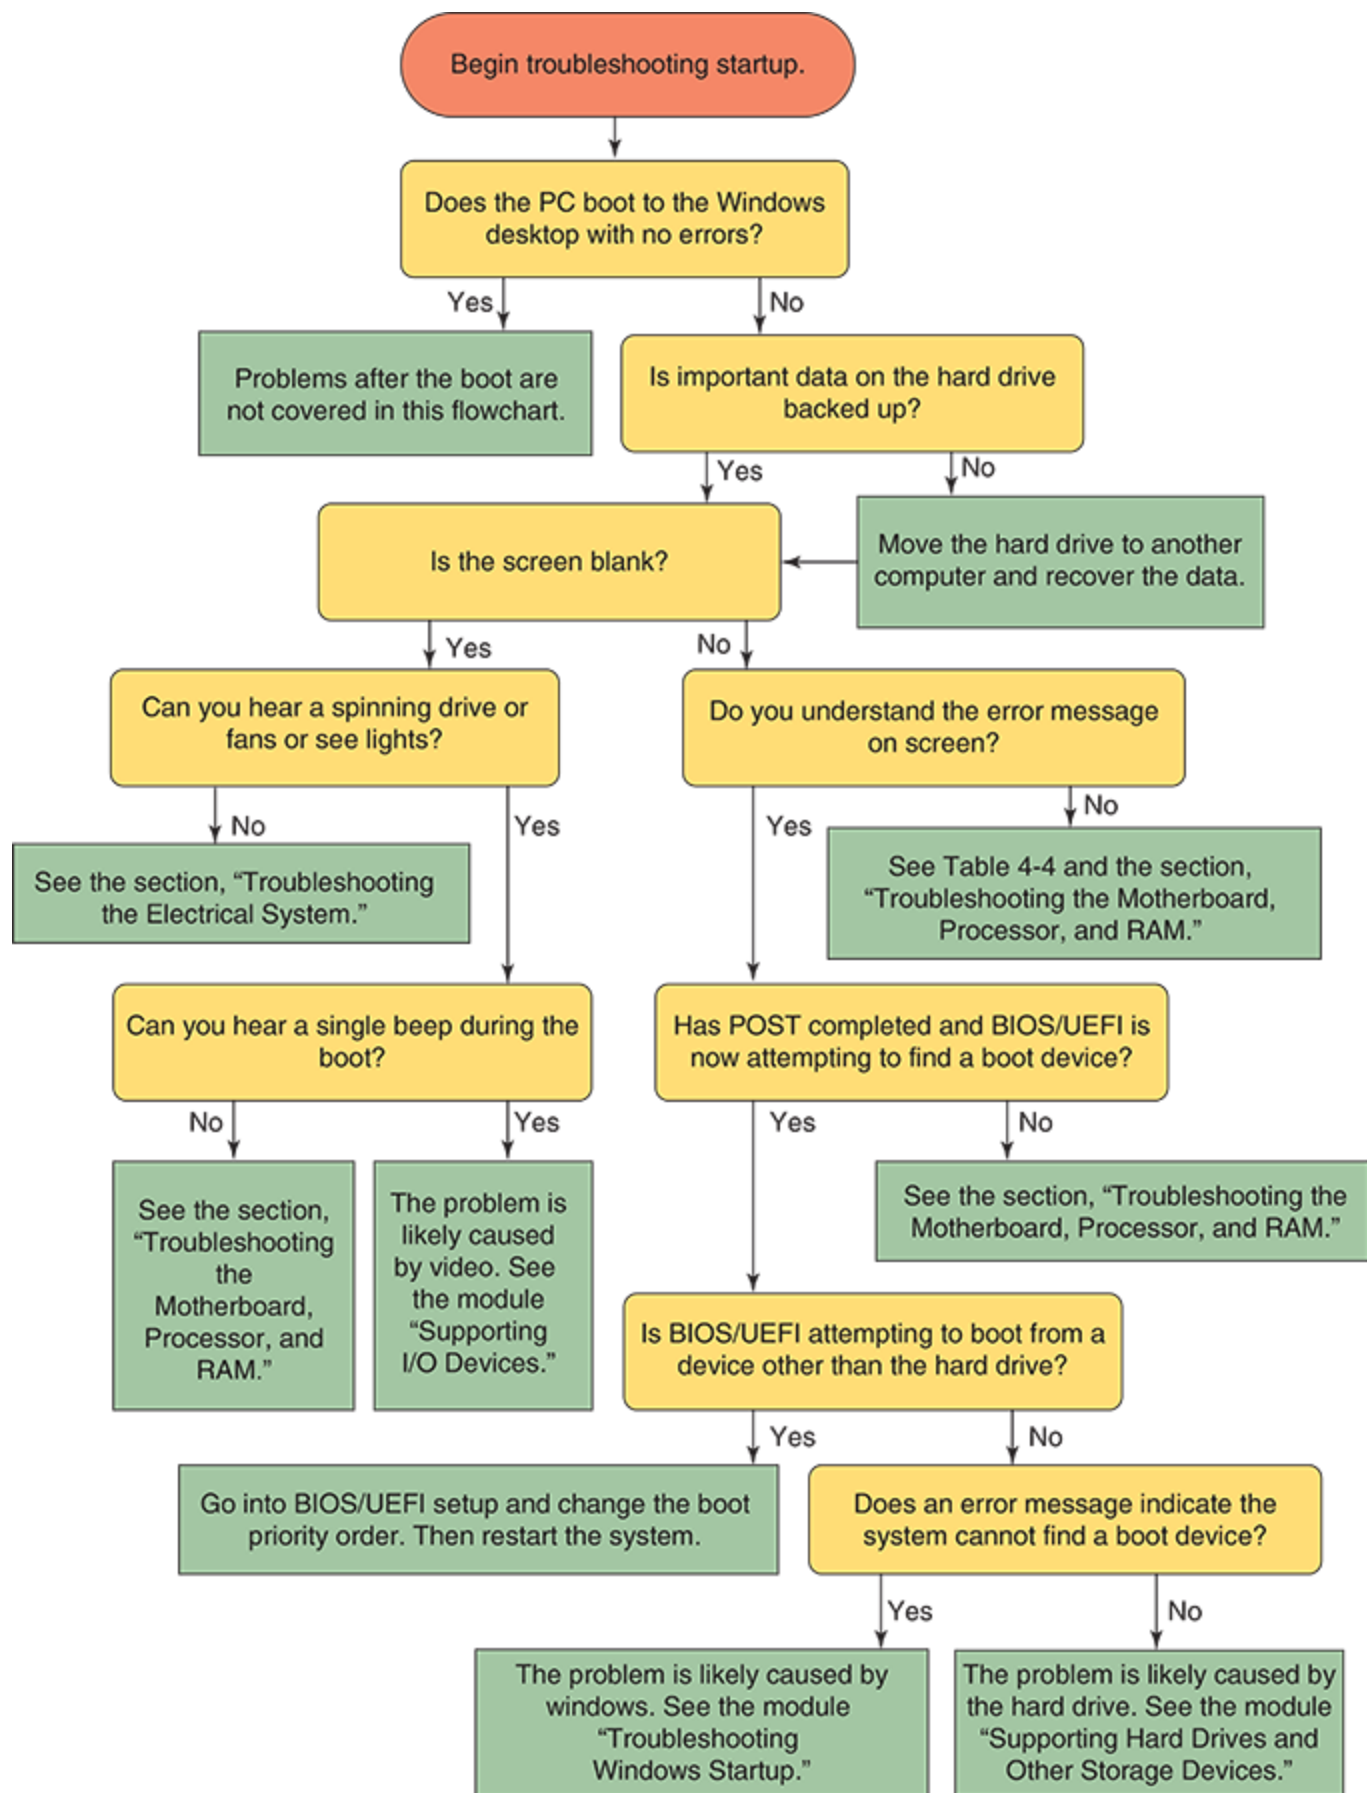 Begin troubleshooting startup.
Does the PC boot to the Windows
desktop with no errors?
Yes
No
Problems after the boot are
not covered in this flowchart.
Is important data on the hard drive
backed up?
Yes
No
Is the screen blank?
Move the hard drive to another
computer and recover the data.
Yes
No
Can you hear a spinning drive or
fans or see lights?
Do you understand the error message
on screen?
No
Yes
Yes
No
See the section, “Troubleshooting
the Electrical System.”
See Table 4-4 and the section,
“Troubleshooting the Motherboard,
Processor, and RAM.”
Can you hear a single beep during the
boot?
Has POST completed and BIOS/UEFI is
now attempting to find a boot device?
No
Yes
Yes
No
See the section,
“Troubleshooting
the
Motherboard,
Processor, and
RAM.”
The problem is
likely caused
by video. See
the module
“Supporting
I/O Devices.”
See the section, “Troubleshooting the
Motherboard, Processor, and RAM.”
Is BIOS/UEFI attempting to boot from a
device other than the hard drive?
Yes
No
Go into BIOS/UEFI setup and change the boot
priority order. Then restart the system.
Does an error message indicate the
system cannot find a boot device?
Yes
No
The problem is likely caused by
windows. See the module
“Troubleshooting
Windows Startup.”
The problem is likely caused by
the hard drive. See the module
“Supporting Hard Drives and
Other Storage Devices.”